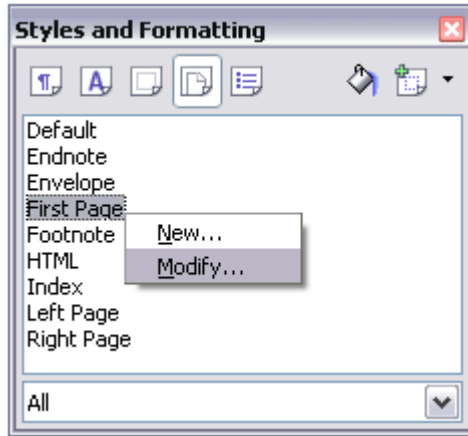 Styles and Formatting
Default
Endnote
Envelope
First Page
Footnote
New...
HTML
Modify...
Index
Left Page
Right Page
All